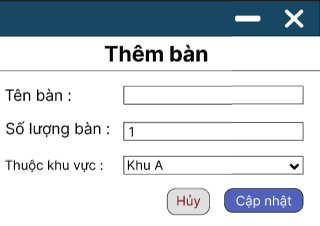 Thêm bàn
Tên bàn :
Số lượng bàn : 1
Thuộc khu vực : Khu A
Hủy Cập nhật